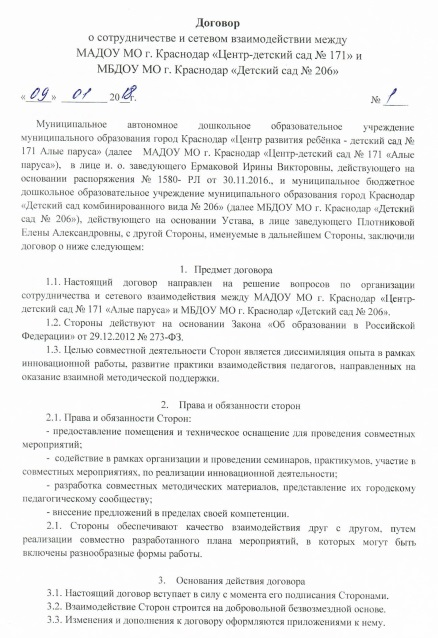 Договор
о сотрудничестве и сетевом взаимодействии между
МАДОУ МО г. Краснодар «Центр-детский сад № 171» и
МБДОУ МО г. Краснодар «Детский сад № 206»
«09» 01 2018г. № 1
Муниципальное автономное дошкольное образовательное учреждение
муниципального образования город Краснодар «Центр развития ребёнка - детский сад №
171 Алые паруса» (далее МАДОУ МО г. Краснодар «Центр-детский сад № 171 «Алые
паруса»), в лице и. о. заведующего Ермаковой Ирины Викторовны, действующего на
основании распоряжения № 1580- РЛ от 30.11.2016., и муниципальное бюджетное
дошкольное образовательное учреждение муниципального образования город Краснодар
«Детский сад комбинированного вида № 206» (далее МБДОУ МО г. Краснодар «Детский
сад № 206»), действующего на основании Устава, в лице заведующего Плотниковой
Елены Александровны, с другой Стороны, именуемые в дальнейшем Стороны, заключили
договор о ниже следующем:
1. Предмет договора
1.1. Настоящий договор направлен на решение вопросов по организации
сотрудничества и сетевого взаимодействия между МАДОУ МО г. Краснодар «Центр-
детский сад № 171 «Алые паруса» и МБДОУ МО г. Краснодар «Детский сад № 206».
1.2. Стороны действуют на основании Закона «Об образовании в Российской
Федерации» от 29.12.2012 № 273-ФЗ.
1.3. Целью совместной деятельности Сторон является диссимиляция опыта в рамках
инновационной работы, развитие практики взаимодействия педагогов, направленных на
оказание взаимной методической поддержки.
2. Права и обязанности сторон
2.1. Права и обязанности Сторон:
- предоставление помещения и техническое оснащение для проведения совместных
мероприятий;
- содействие в рамках организации и проведении семинаров, практикумов, участие в
совместных мероприятиях, по реализации инновационной деятельности;
- разработка совместных методических материалов, представление их городскому
педагогическому сообществу;
- внесение предложений в пределах своей компетенции.
2.1. Стороны обеспечивают качество взаимодействия друг с другом, путем
реализации совместно разработанного плана мероприятий, в которых могут быть
включены разнообразные формы работы.
3. Основания действия договора
3.1. Настоящий договор вступает в силу с момента его подписания Сторонами.
3.2. Взаимодействие Сторон строится на добровольной безвозмездной основе.
3.3. Изменения и дополнения к договору оформляются приложениями к нему.